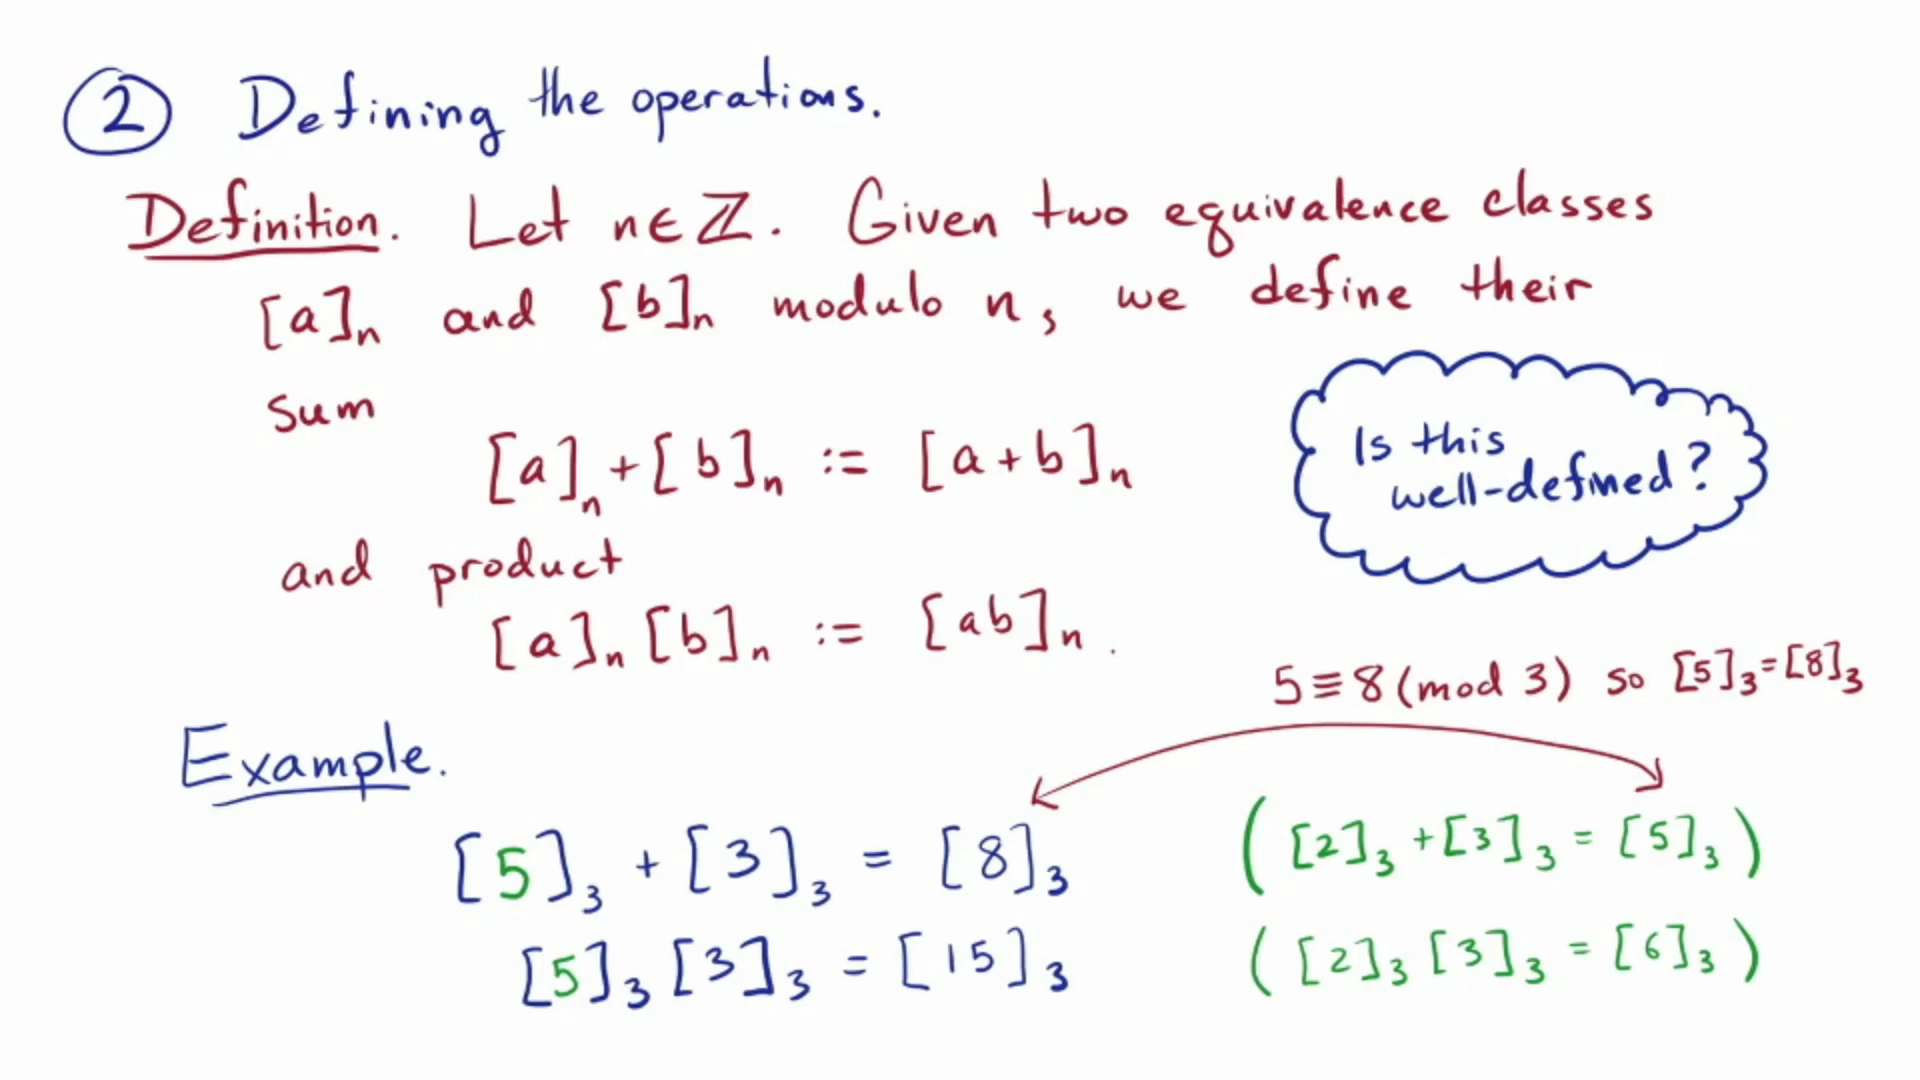 ② Defining the operations.
Definition. Let n∈ℤ. Given two equivalence classes
[a]ₙ and [b]ₙ modulo n, we define their
sum
[a]ₙ+[b]ₙ := [a+b]ₙ
Is this
well-defined?
and product
[a]ₙ[b]ₙ := [ab]ₙ.
5≡8(mod 3) so [5]₃=[8]₃
Example.
[5]₃ + [3]₃ = [8]₃ ([2]₃+[3]₃ = [5]₃)
[5]₃[3]₃ = [15]₃ ([2]₃[3]₃ = [6]₃)